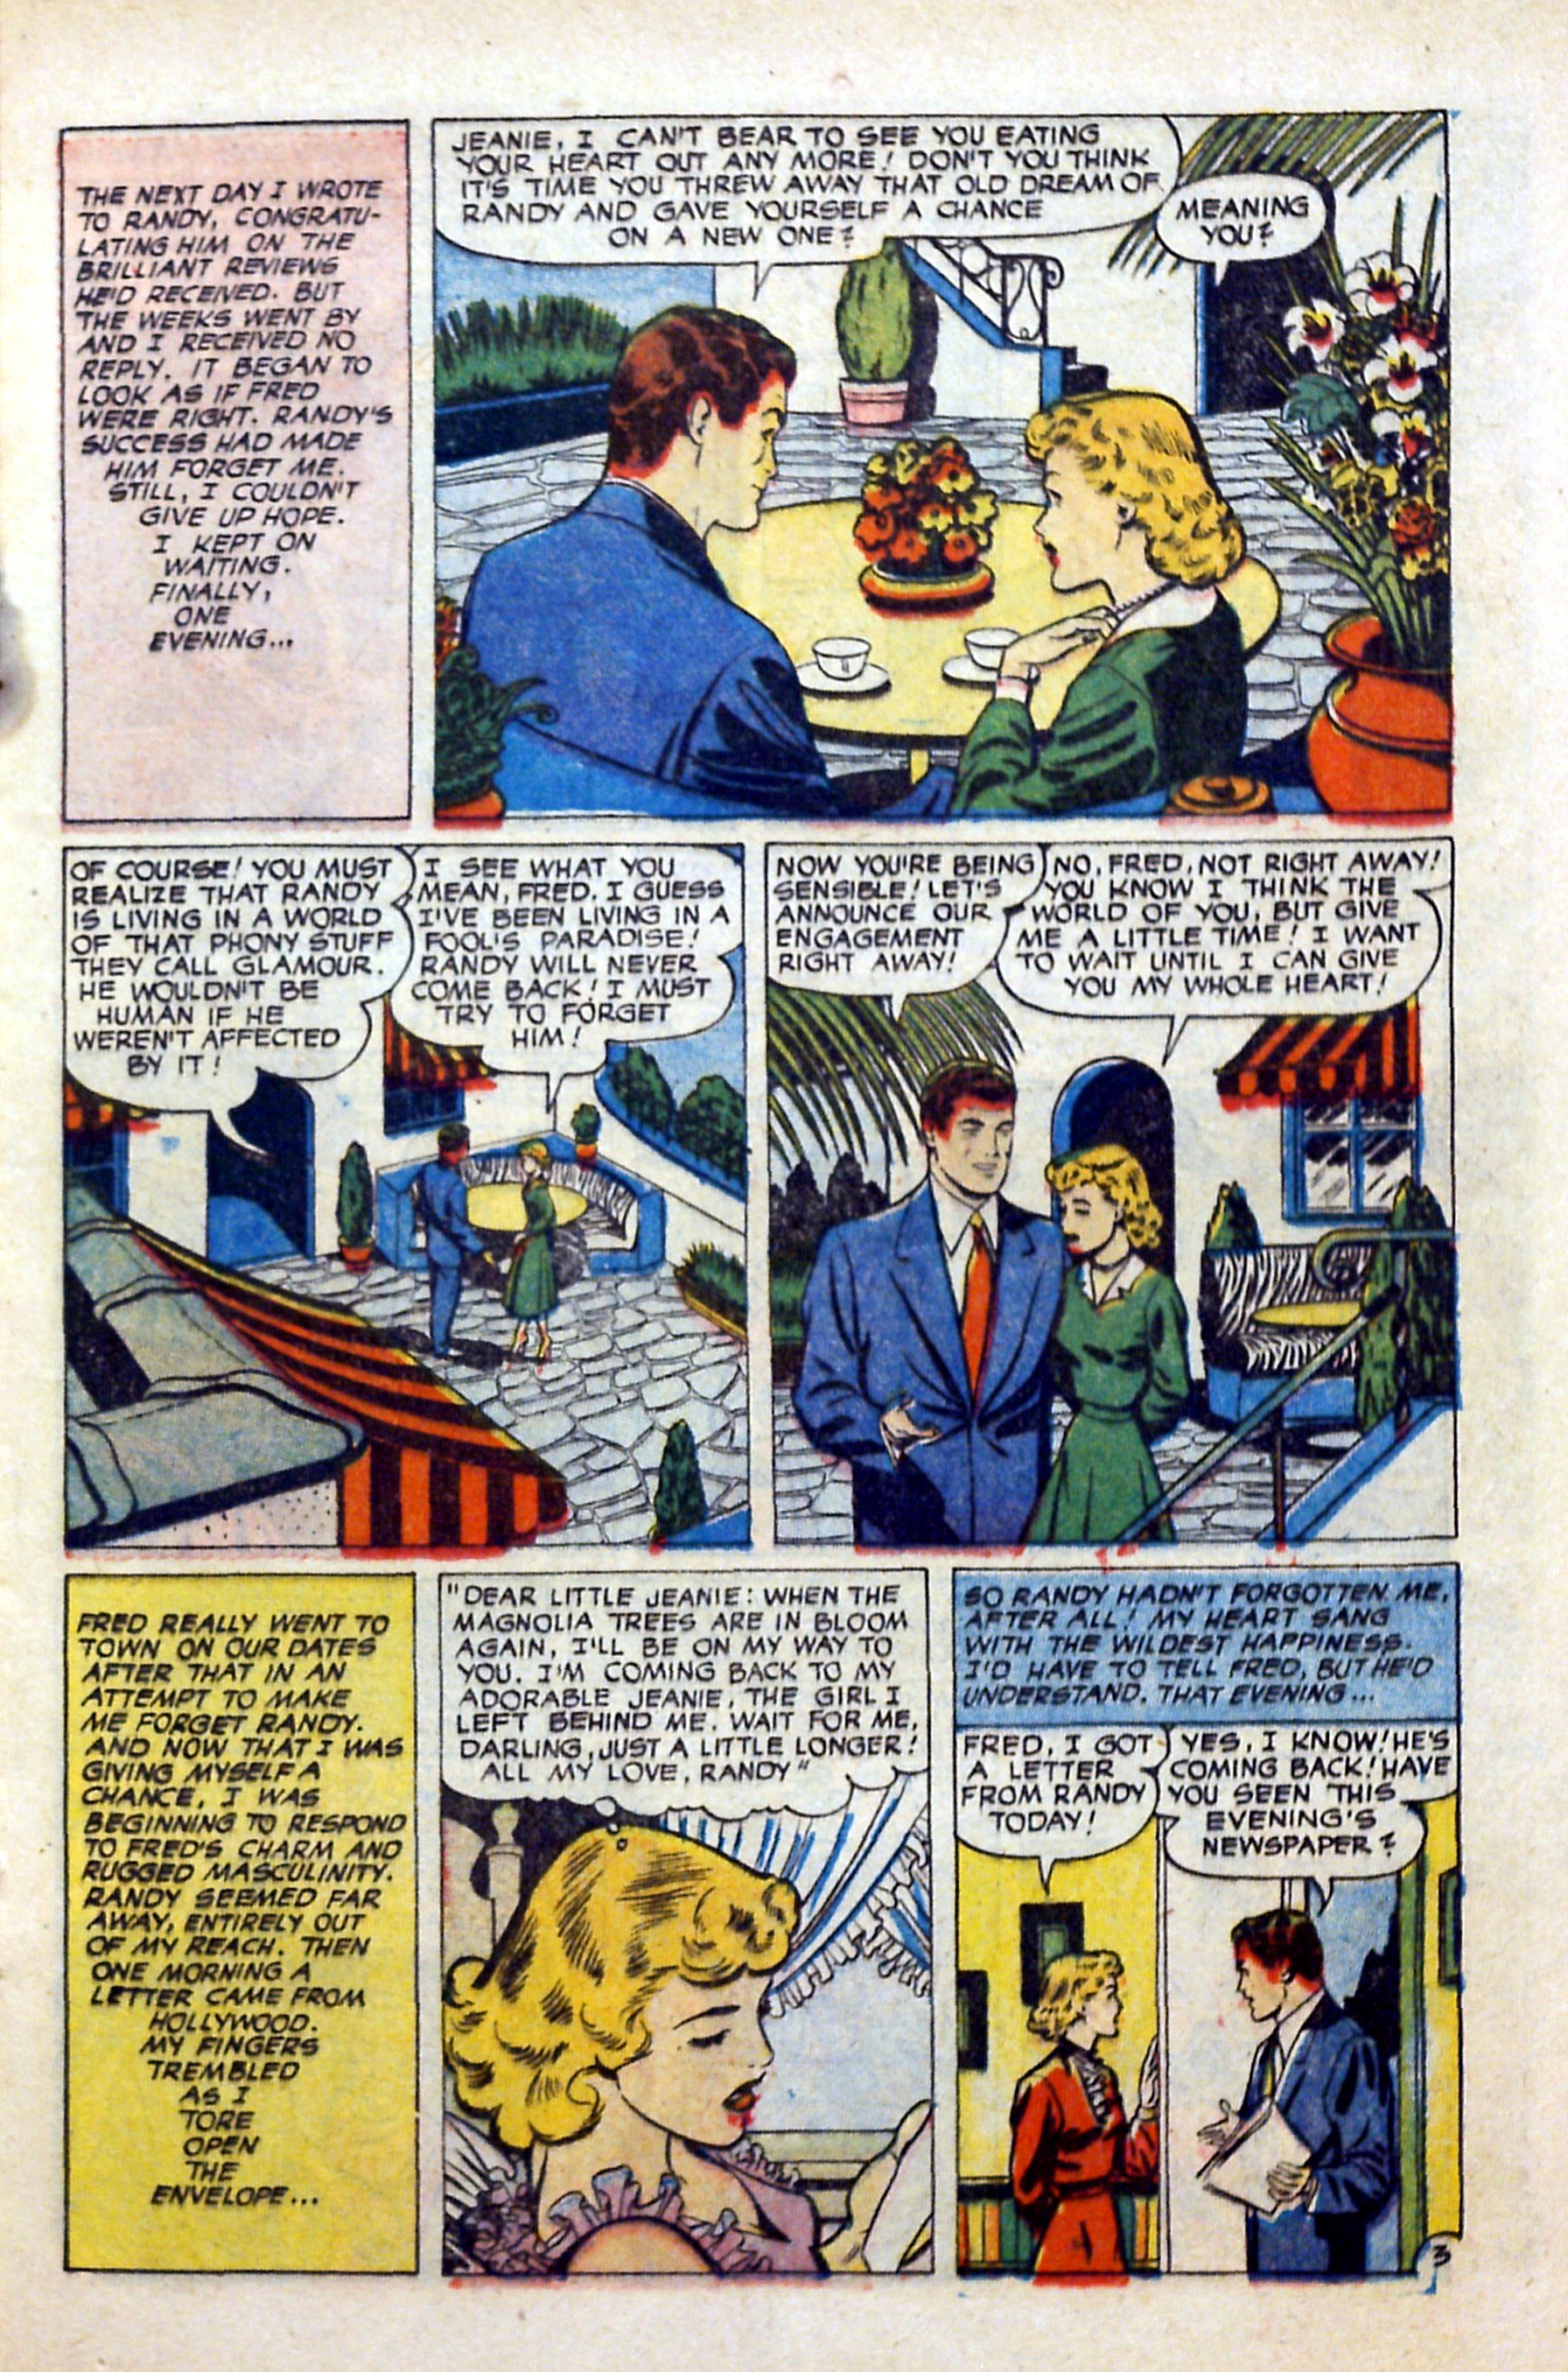 THE NEXT DAY I WROTE
TO RANDY, CONGRATU-
LATING HIM ON THE
BRILLIANT REVIEWS
HE'D RECEIVED. BUT
THE WEEKS WENT BY
AND I RECEIVED NO
REPLY. IT BEGAN TO
LOOK AS IF FRED
WERE RIGHT. RANDY'S
SUCCESS HAD MADE
HIM FORGET ME.
STILL, I COULDN'T
GIVE UP HOPE.
I KEPT ON
WAITING.
FINALLY,
ONE
EVENING...
JEANIE, I CAN'T BEAR TO SEE YOU EATING
YOUR HEART OUT ANY MORE! DON'T YOU THINK
IT'S TIME YOU THREW AWAY THAT OLD DREAM OF
RANDY AND GAVE YOURSELF A CHANCE
ON A NEW ONE?
MEANING
YOU?
OF COURSE! YOU MUST
REALIZE THAT RANDY
IS LIVING IN A WORLD
OF THAT PHONY STUFF
THEY CALL GLAMOUR.
HE WOULDN'T BE
HUMAN IF HE
WEREN'T AFFECTED
BY IT!
I SEE WHAT YOU
MEAN, FRED. I GUESS
I'VE BEEN LIVING IN A
FOOL'S PARADISE!
RANDY WILL NEVER
COME BACK! I MUST
TRY TO FORGET
HIM!
NOW YOU'RE BEING
SENSIBLE! LET'S
ANNOUNCE OUR
ENGAGEMENT
RIGHT AWAY!
NO, FRED, NOT RIGHT AWAY!
YOU KNOW I THINK THE
WORLD OF YOU, BUT GIVE
ME A LITTLE TIME! I WANT
TO WAIT UNTIL I CAN GIVE
YOU MY WHOLE HEART!
FRED REALLY WENT TO
TOWN ON OUR DATES
AFTER THAT IN AN
ATTEMPT TO MAKE
ME FORGET RANDY.
AND NOW THAT I WAS
GIVING MYSELF A
CHANCE, I WAS
BEGINNING TO RESPOND
TO FRED'S CHARM AND
RUGGED MASCULINITY.
RANDY SEEMED FAR
AWAY, ENTIRELY OUT
OF MY REACH. THEN
ONE MORNING A
LETTER CAME FROM
HOLLYWOOD.
MY FINGERS
TREMBLED
AS I
TORE
OPEN
THE
ENVELOPE...
"DEAR LITTLE JEANIE: WHEN THE
MAGNOLIA TREES ARE IN BLOOM
AGAIN, I'LL BE ON MY WAY TO
YOU. I'M COMING BACK TO MY
ADORABLE JEANIE, THE GIRL I
LEFT BEHIND ME. WAIT FOR ME,
DARLING, JUST A LITTLE LONGER!
ALL MY LOVE, RANDY"
SO RANDY HADN'T FORGOTTEN ME,
AFTER ALL! MY HEART SANG
WITH THE WILDEST HAPPINESS.
I'D HAVE TO TELL FRED, BUT HE'D
UNDERSTAND. THAT EVENING...
FRED, I GOT
A LETTER
FROM RANDY
TODAY!
YES, I KNOW! HE'S
COMING BACK! HAVE
YOU SEEN THIS
EVENING'S
NEWSPAPER?
3